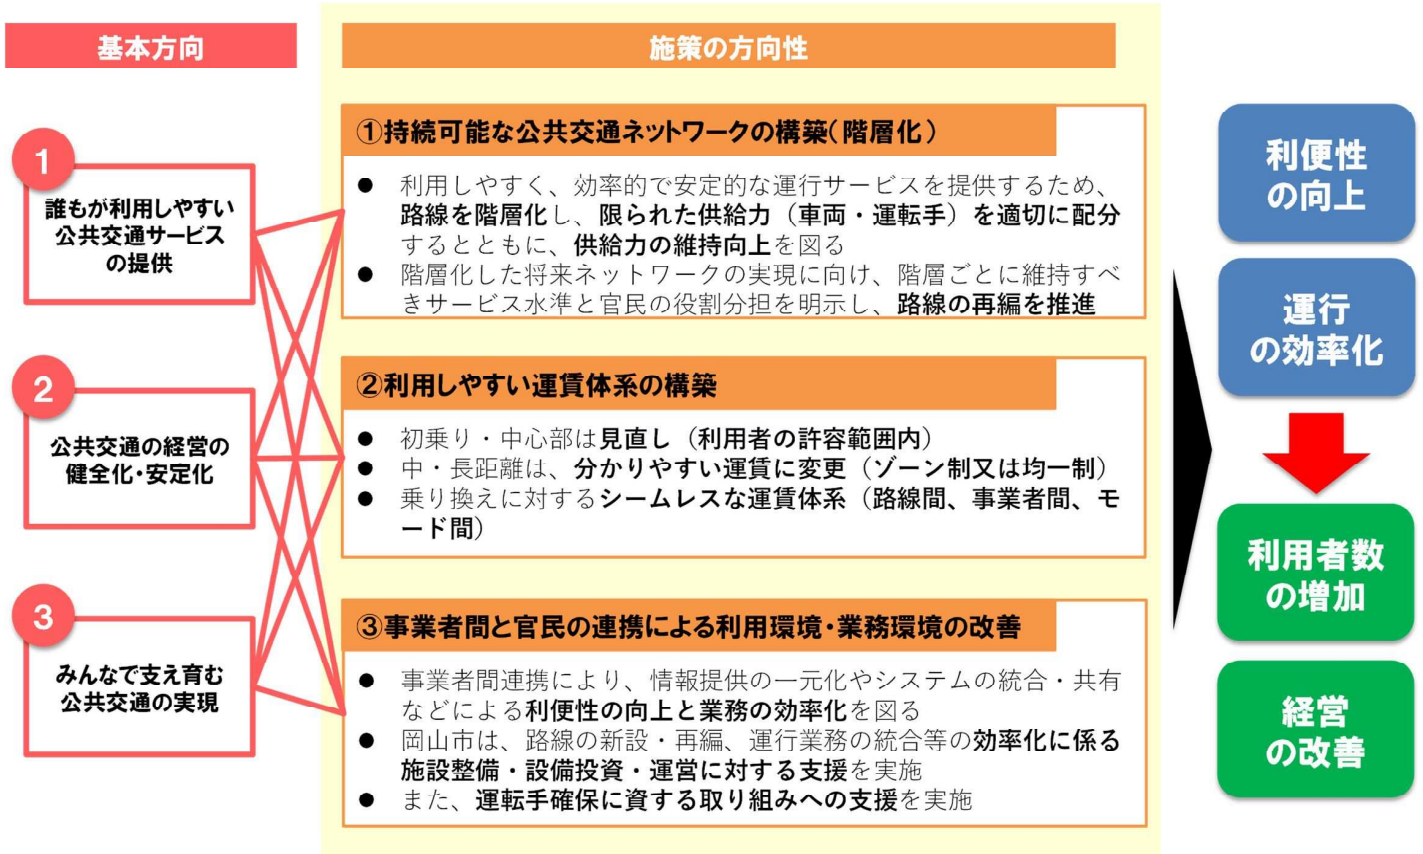 基本方向
施策の方向性
1
誰もが利用しやすい
公共交通サービス
の提供
2
公共交通の経営の
健全化・安定化
3
みんなで支え育む
公共交通の実現
①持続可能な公共交通ネットワークの構築(階層化)
● 利用しやすく、効率的で安定的な運行サービスを提供するため、
路線を階層化し、限られた供給力(車両・運転手)を適切に配分
するとともに、供給力の維持向上を図る
● 階層化した将来ネットワークの実現に向け、階層ごとに維持すべ
きサービス水準と官民の役割分担を明示し、路線の再編を推進
②利用しやすい運賃体系の構築
● 初乗り・中心部は見直し(利用者の許容範囲内)
● 中・長距離は、分かりやすい運賃に変更(ゾーン制又は均一制)
● 乗り換えに対するシームレスな運賃体系(路線間、事業者間、モ
ード間)
③事業者間と官民の連携による利用環境・業務環境の改善
● 事業者間連携により、情報提供の一元化やシステムの統合・共有
などによる利便性の向上と業務の効率化を図る
● 岡山市は、路線の新設・再編、運行業務の統合等の効率化に係る
施設整備・設備投資・運営に対する支援を実施
● また、運転手確保に資する取り組みへの支援を実施
利便性
の向上
運行
の効率化
利用者数
の増加
経営
の改善